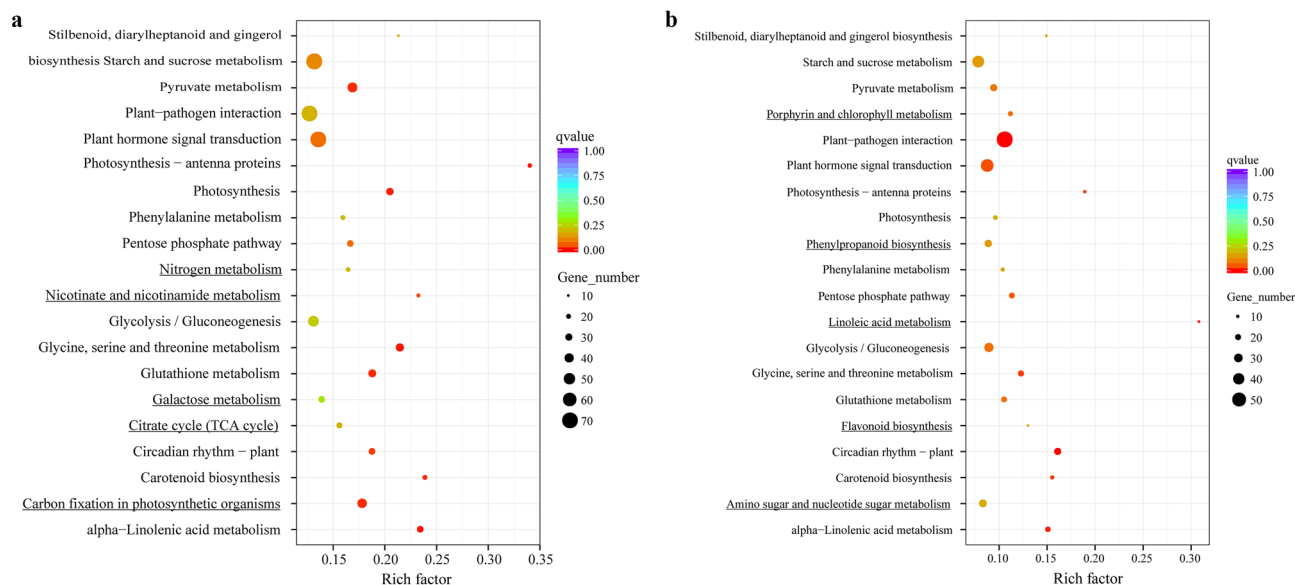 a
Stilbenoid, diarylheptanoid and gingerol
biosynthesis Starch and sucrose metabolism
Pyruvate metabolism
Plant−pathogen interaction
Plant hormone signal transduction
Photosynthesis − antenna proteins
Photosynthesis
Phenylalanine metabolism
Pentose phosphate pathway
Nitrogen metabolism
Nicotinate and nicotinamide metabolism
Glycolysis / Gluconeogenesis
Glycine, serine and threonine metabolism
Glutathione metabolism
Galactose metabolism
Citrate cycle (TCA cycle)
Circadian rhythm − plant
Carotenoid biosynthesis
Carbon fixation in photosynthetic organisms
alpha−Linolenic acid metabolism
0.15 0.20 0.25 0.30 0.35
Rich factor
qvalue
1.00
0.75
0.50
0.25
0.00
Gene_number
10
20
30
40
50
60
70
b
Stilbenoid, diarylheptanoid and gingerol biosynthesis
Starch and sucrose metabolism
Pyruvate metabolism
Porphyrin and chlorophyll metabolism
Plant−pathogen interaction
Plant hormone signal transduction
Photosynthesis − antenna proteins
Photosynthesis
Phenylpropanoid biosynthesis
Phenylalanine metabolism
Pentose phosphate pathway
Linoleic acid metabolism
Glycolysis / Gluconeogenesis
Glycine, serine and threonine metabolism
Glutathione metabolism
Flavonoid biosynthesis
Circadian rhythm − plant
Carotenoid biosynthesis
Amino sugar and nucleotide sugar metabolism
alpha−Linolenic acid metabolism
0.10 0.15 0.20 0.25 0.30
Rich factor
qvalue
1.00
0.75
0.50
0.25
0.00
Gene_number
10
20
30
40
50